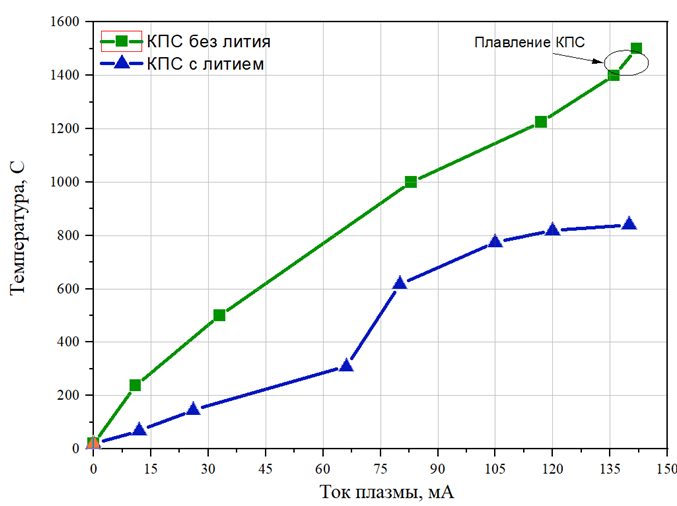 1600
1400
1200
1000
800
600
400
200
0
Температура, С
КПС без лития
КПС с литием
Плавление КПС
0 15 30 45 60 75 90 105 120 135 150
Ток плазмы, мА